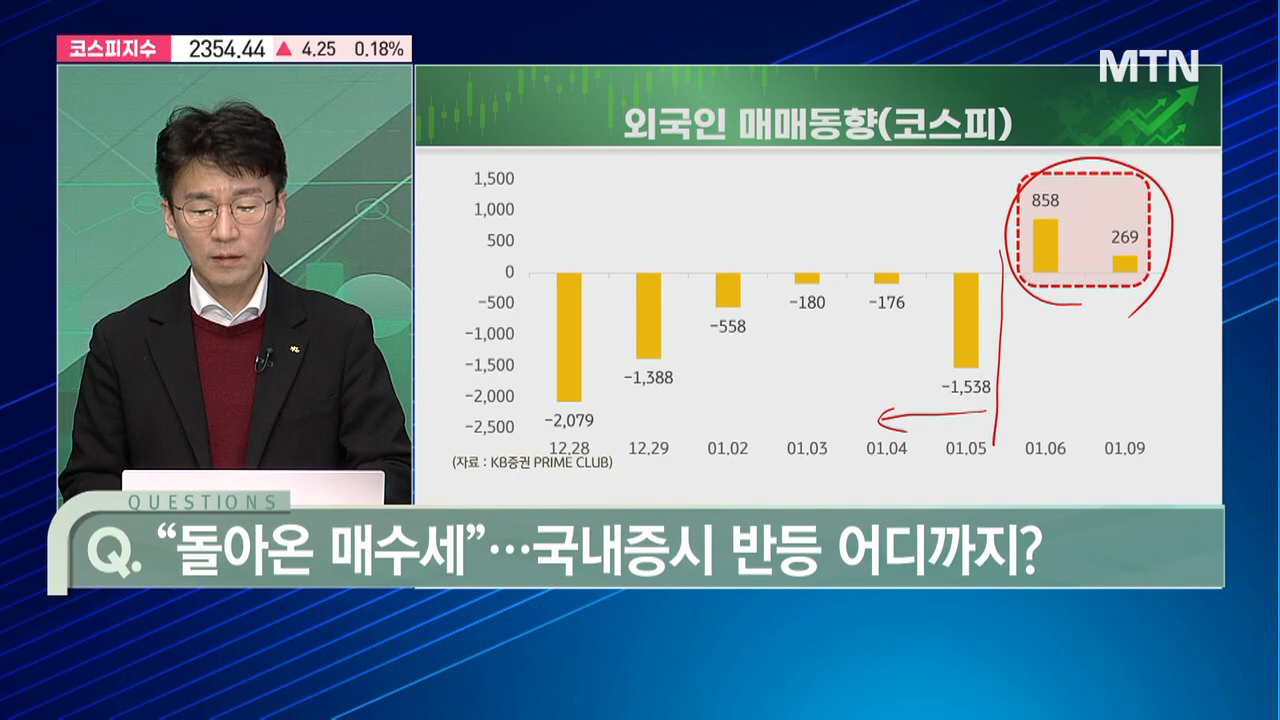 코스피지수 2354.44 ▲ 4.25 0.18%
MTN
외국인 매매동향(코스피)
1,500
1,000
500
0
-500
-1,000
-1,500
-2,000
-2,500
-2,079
-1,388
-558
-180
-176
-1,538
858
269
12.28 12.29 01.02 01.03 01.04 01.05 01.06 01.09
(자료 : KB증권 PRIME CLUB)
QUESTIONS
Q. “돌아온 매수세”…국내증시 반등 어디까지?